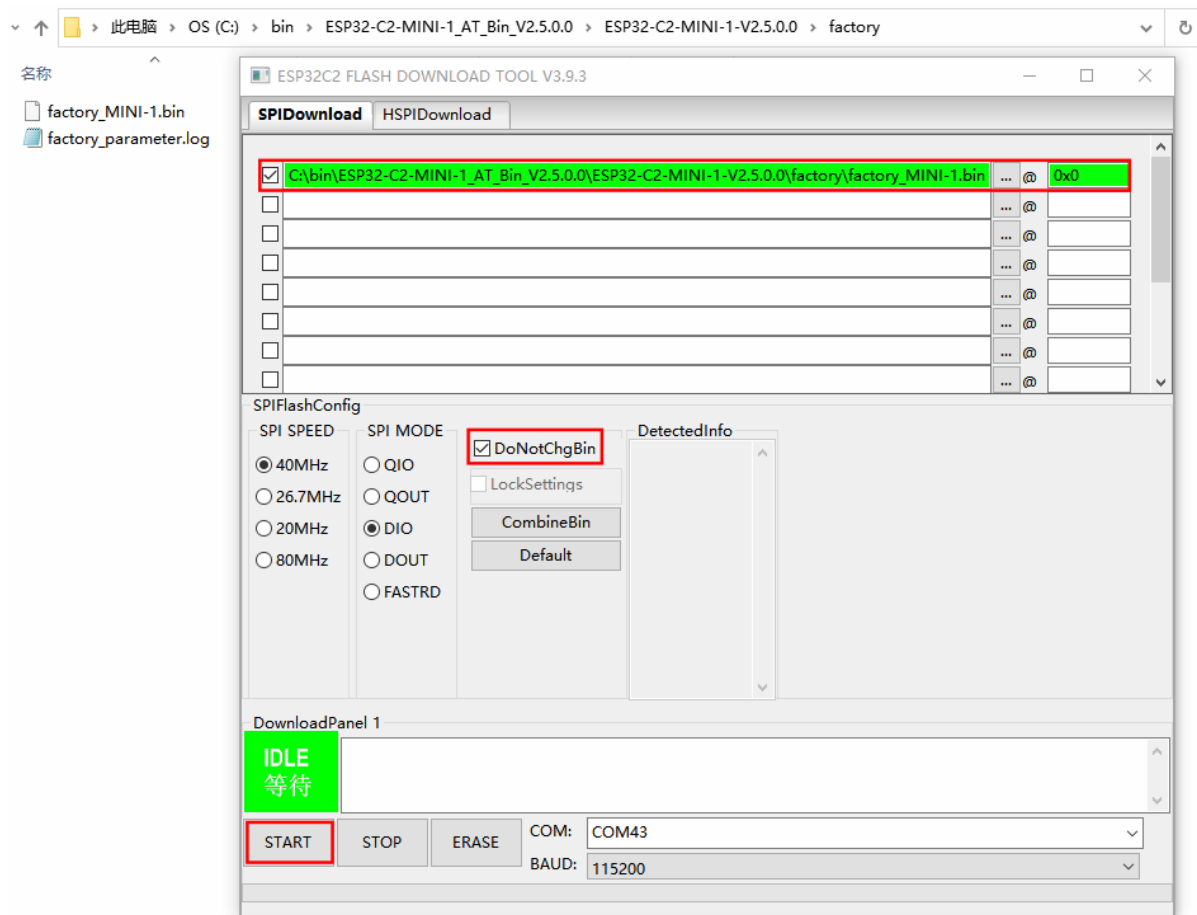 此电脑 > OS (C:) > bin > ESP32-C2-MINI-1_AT_Bin_V2.5.0.0 > ESP32-C2-MINI-1-V2.5.0.0 > factory
名称
factory_MINI-1.bin
factory_parameter.log
ESP32C2 FLASH DOWNLOAD TOOL V3.9.3
SPIDownload HSPIDownload
C:\bin\ESP32-C2-MINI-1_AT_Bin_V2.5.0.0\ESP32-C2-MINI-1-V2.5.0.0\factory\factory_MINI-1.bin ... @ 0x0
... @
... @
... @
... @
... @
... @
... @
SPIFlashConfig
SPI SPEED
40MHz
26.7MHz
20MHz
80MHz
SPI MODE
QIO
QOUT
DIO
DOUT
FASTRD
DoNotChgBin
LockSettings
CombineBin
Default
DetectedInfo
DownloadPanel 1
IDLE
等待
START STOP ERASE
COM: COM43
BAUD: 115200